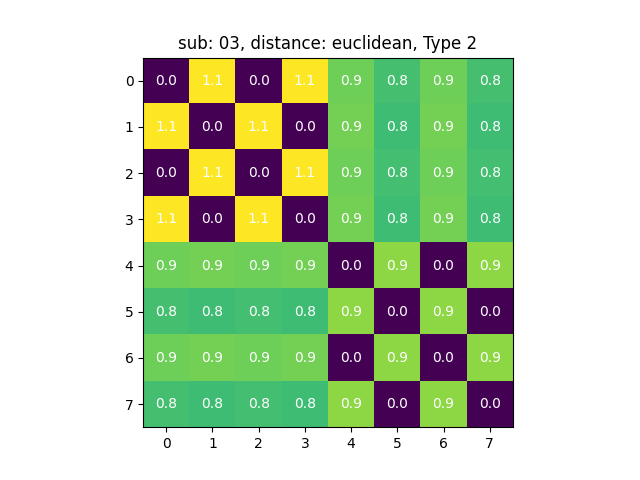 sub: 03, distance: euclidean, Type 2
0 0.0 1.1 0.0 1.1 0.9 0.8 0.9 0.8
1 1.1 0.0 1.1 0.0 0.9 0.8 0.9 0.8
2 0.0 1.1 0.0 1.1 0.9 0.8 0.9 0.8
3 1.1 0.0 1.1 0.0 0.9 0.8 0.9 0.8
4 0.9 0.9 0.9 0.9 0.0 0.9 0.0 0.9
5 0.8 0.8 0.8 0.8 0.9 0.0 0.9 0.0
6 0.9 0.9 0.9 0.9 0.0 0.9 0.0 0.9
7 0.8 0.8 0.8 0.8 0.9 0.0 0.9 0.0
0 1 2 3 4 5 6 7